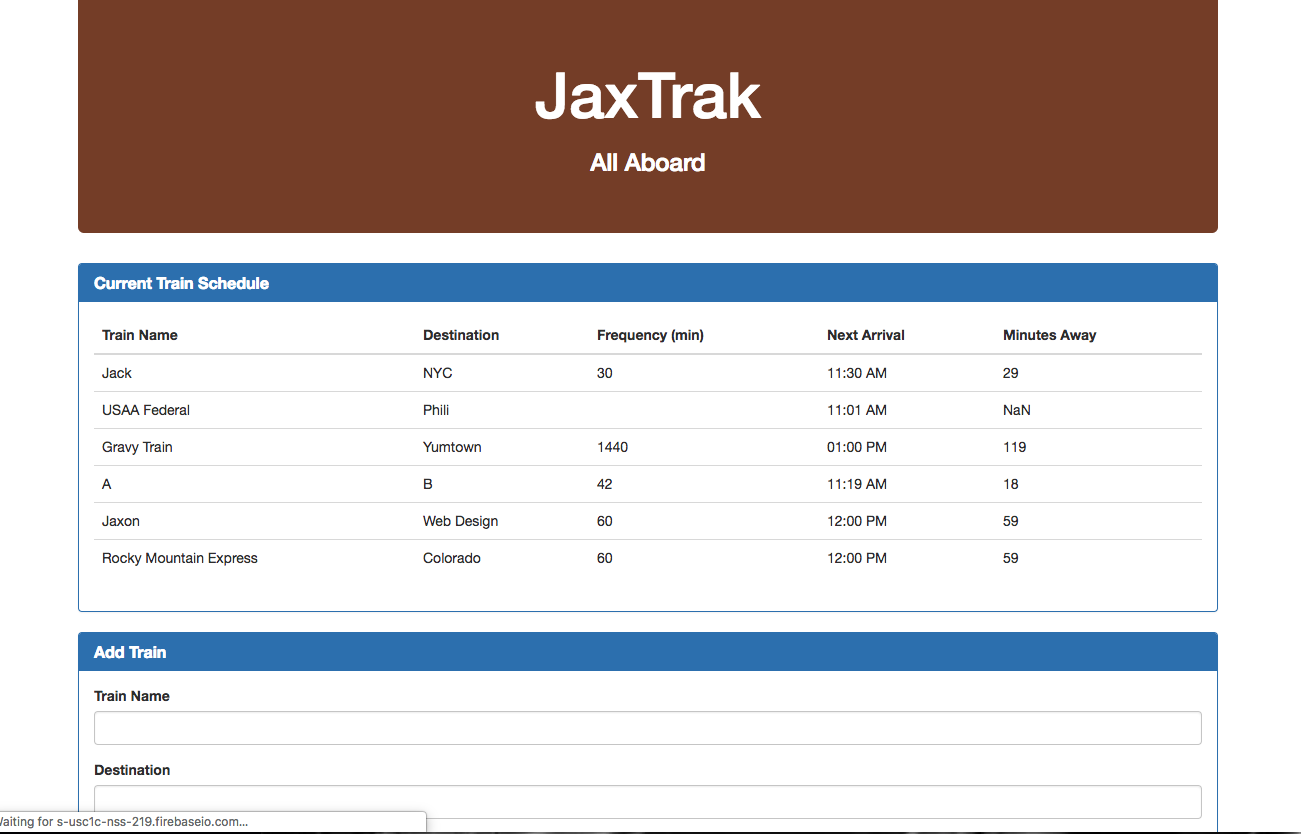 JaxTrak
All Aboard
Current Train Schedule
Train Name Destination Frequency (min) Next Arrival Minutes Away
Jack NYC 30 11:30 AM 29
USAA Federal Phili 11:01 AM NaN
Gravy Train Yumtown 1440 01:00 PM 119
A B 42 11:19 AM 18
Jaxon Web Design 60 12:00 PM 59
Rocky Mountain Express Colorado 60 12:00 PM 59
Add Train
Train Name
Destination
Waiting for s-usc1c-nss-219.firebaseio.com...